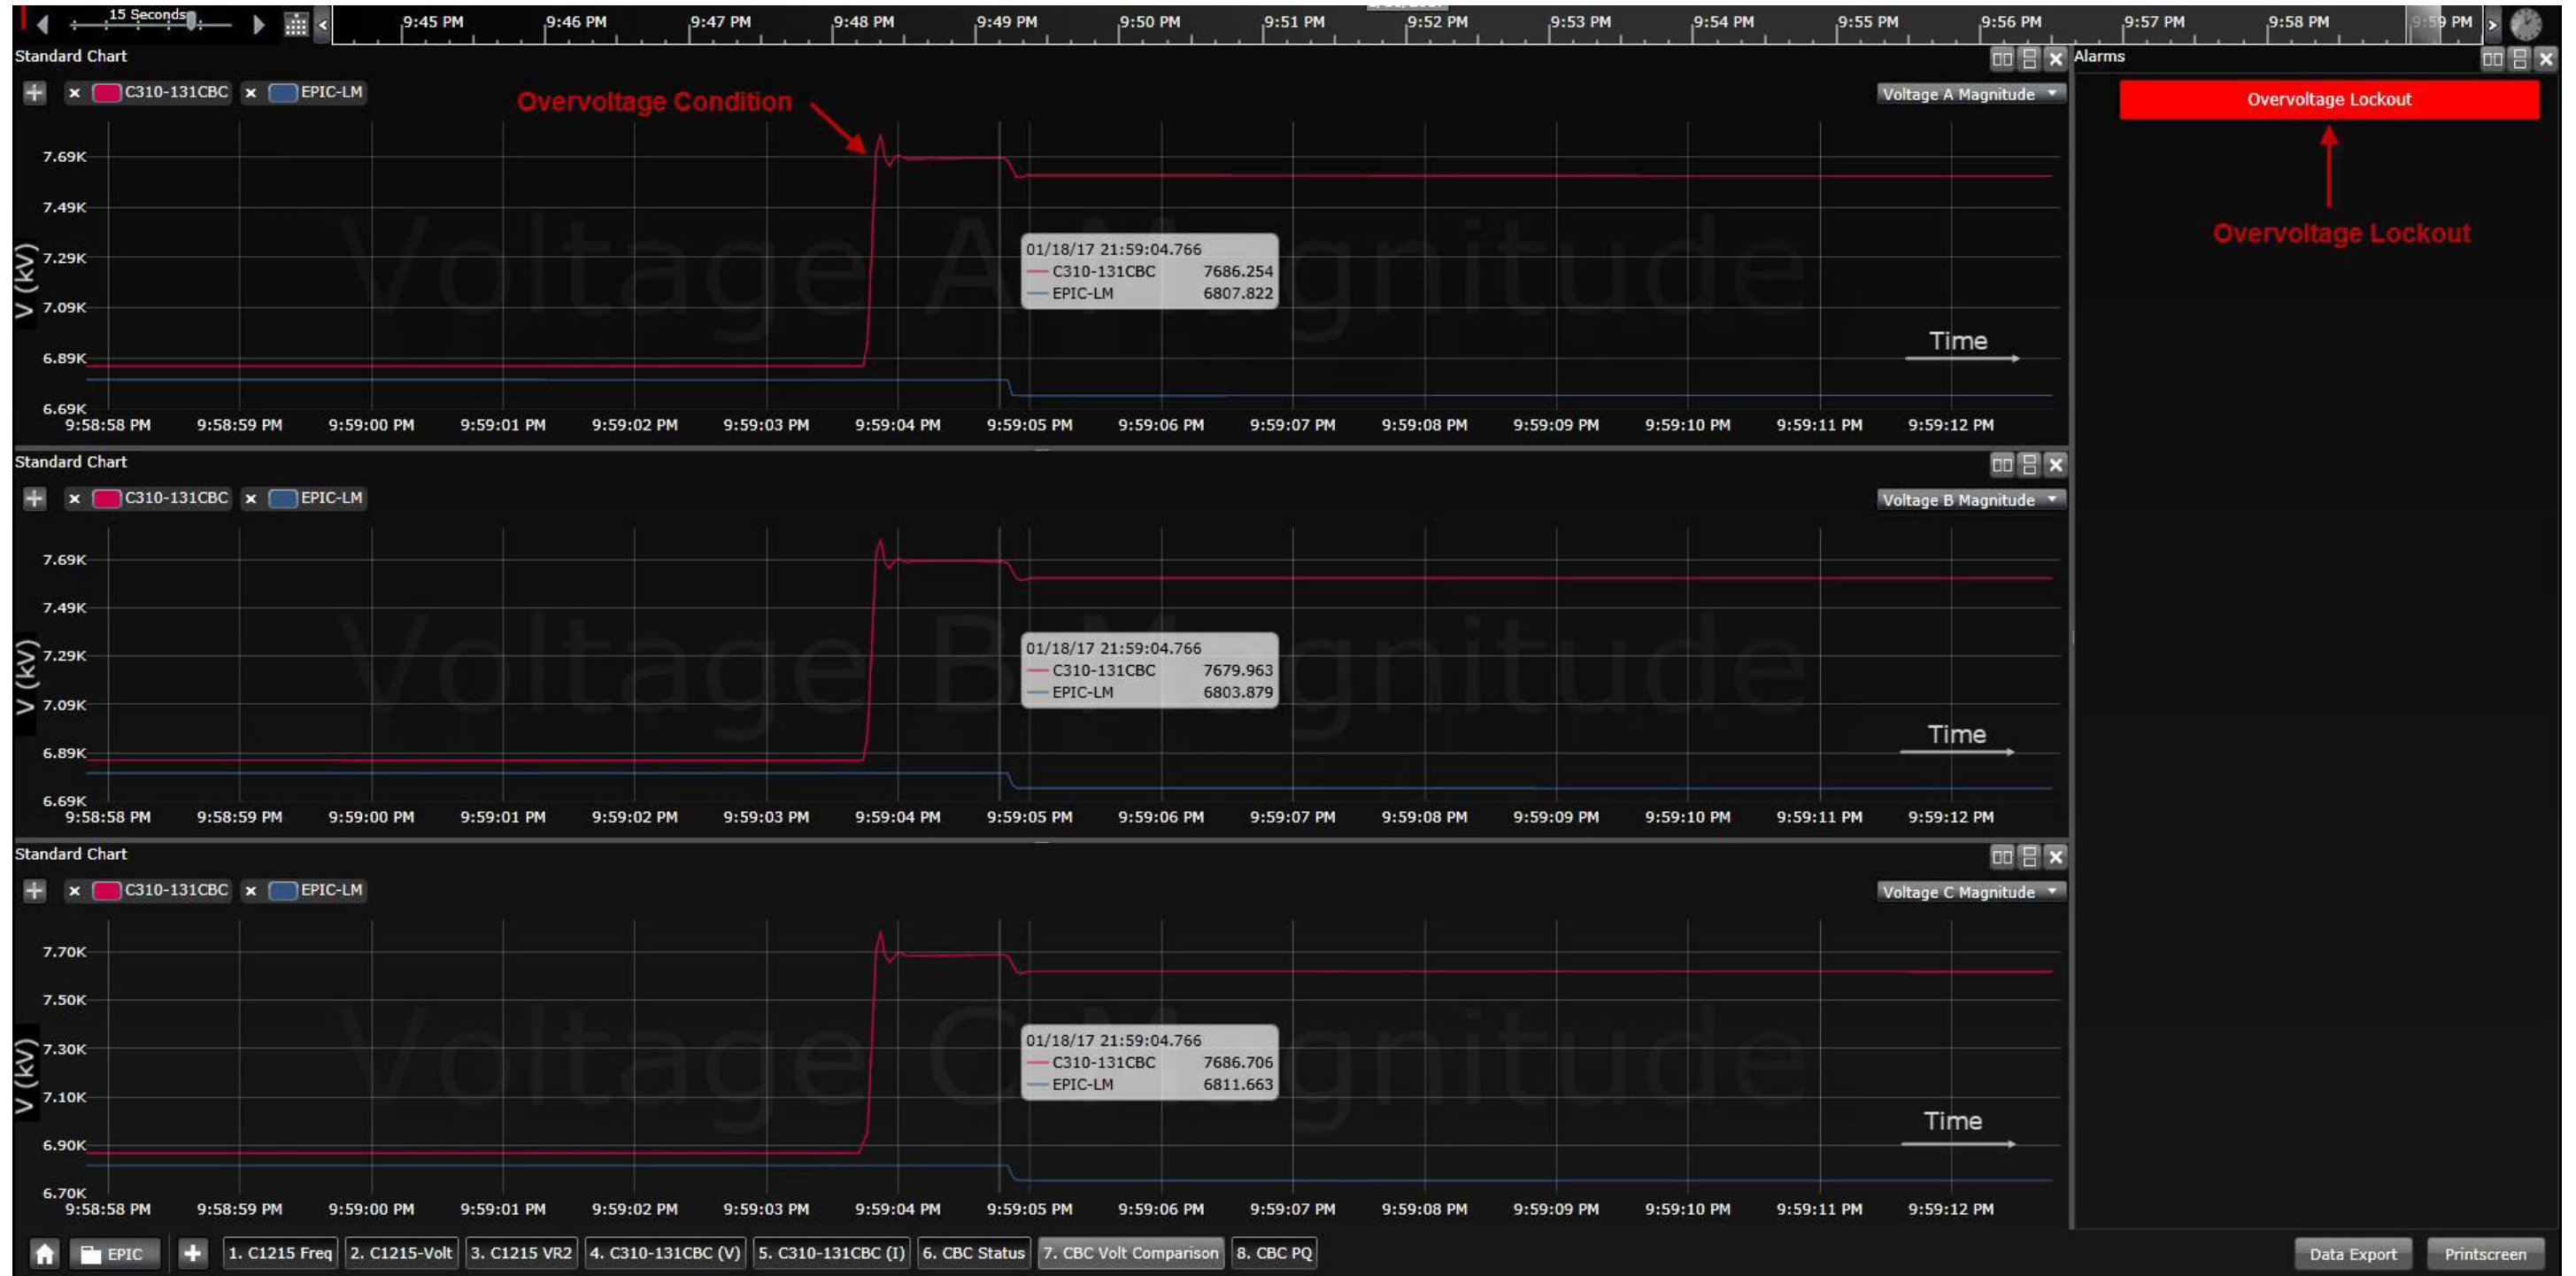 15 Seconds
9:45 PM 9:46 PM 9:47 PM 9:48 PM 9:49 PM 9:50 PM 9:51 PM 9:52 PM 9:53 PM 9:54 PM 9:55 PM 9:56 PM 9:57 PM 9:58 PM 9:59 PM
Standard Chart
Alarms
C310-131CBC EPIC-LM
Voltage A Magnitude
Overvoltage Condition
Overvoltage Lockout
Overvoltage Lockout
Voltage A Magnitude
V (kV)
7.69K
7.49K
7.29K
7.09K
6.89K
6.69K
01/18/17 21:59:04.766
C310-131CBC 7686.254
EPIC-LM 6807.822
Time
9:58:58 PM 9:58:59 PM 9:59:00 PM 9:59:01 PM 9:59:02 PM 9:59:03 PM 9:59:04 PM 9:59:05 PM 9:59:06 PM 9:59:07 PM 9:59:08 PM 9:59:09 PM 9:59:10 PM 9:59:11 PM 9:59:12 PM
Standard Chart
C310-131CBC EPIC-LM
Voltage B Magnitude
Voltage B Magnitude
V (kV)
7.69K
7.49K
7.29K
7.09K
6.89K
6.69K
01/18/17 21:59:04.766
C310-131CBC 7679.963
EPIC-LM 6803.879
Time
9:58:58 PM 9:58:59 PM 9:59:00 PM 9:59:01 PM 9:59:02 PM 9:59:03 PM 9:59:04 PM 9:59:05 PM 9:59:06 PM 9:59:07 PM 9:59:08 PM 9:59:09 PM 9:59:10 PM 9:59:11 PM 9:59:12 PM
Standard Chart
C310-131CBC EPIC-LM
Voltage C Magnitude
Voltage C Magnitude
V (kV)
7.70K
7.50K
7.30K
7.10K
6.90K
6.70K
01/18/17 21:59:04.766
C310-131CBC 7686.706
EPIC-LM 6811.663
Time
9:58:58 PM 9:58:59 PM 9:59:00 PM 9:59:01 PM 9:59:02 PM 9:59:03 PM 9:59:04 PM 9:59:05 PM 9:59:06 PM 9:59:07 PM 9:59:08 PM 9:59:09 PM 9:59:10 PM 9:59:11 PM 9:59:12 PM
EPIC 1. C1215 Freq 2. C1215-Volt 3. C1215 VR2 4. C310-131CBC (V) 5. C310-131CBC (I) 6. CBC Status 7. CBC Volt Comparison 8. CBC PQ Data Export Printscreen